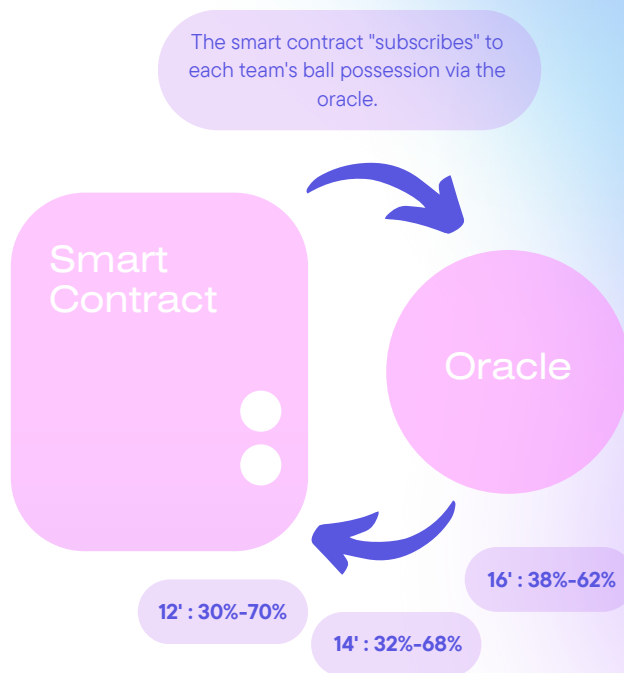 The smart contract "subscribes" to
each team's ball possession via the
oracle.
Smart
Contract
Oracle
16' : 38%-62%
12' : 30%-70%
14' : 32%-68%